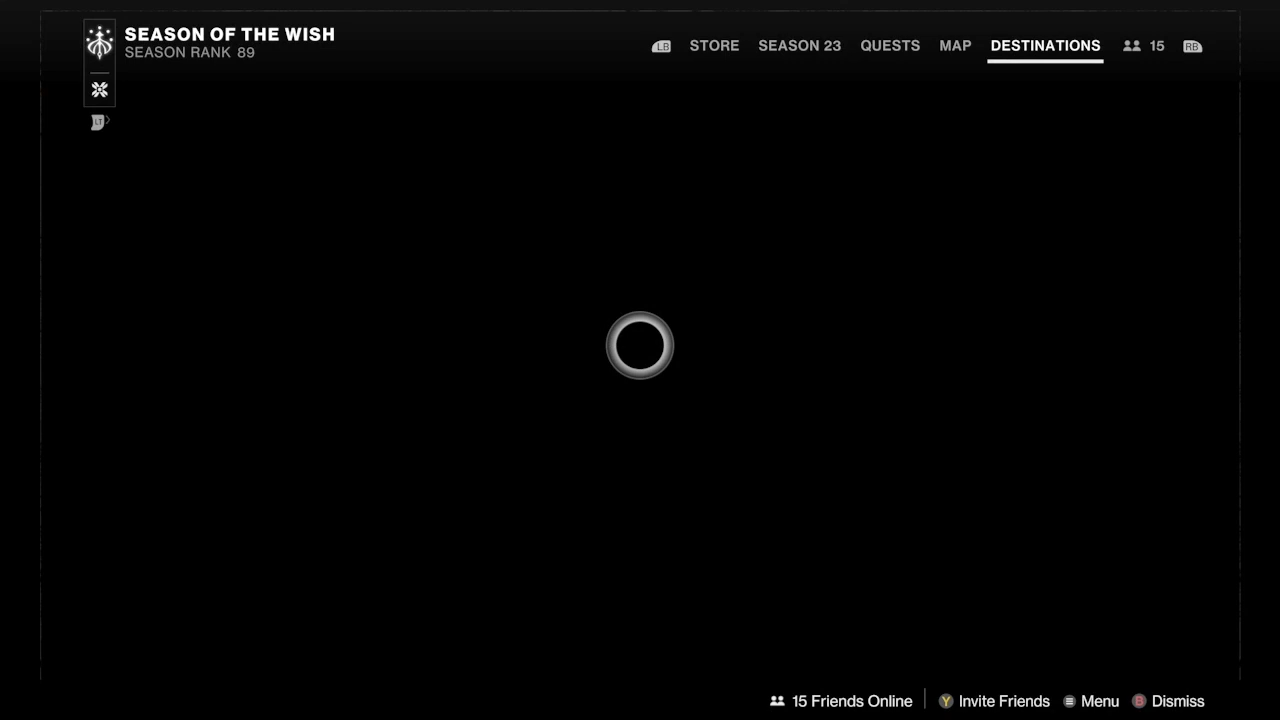 SEASON OF THE WISH
SEASON RANK 89
LT
LB STORE SEASON 23 QUESTS MAP DESTINATIONS 15 RB
15 Friends Online Y Invite Friends Menu B Dismiss